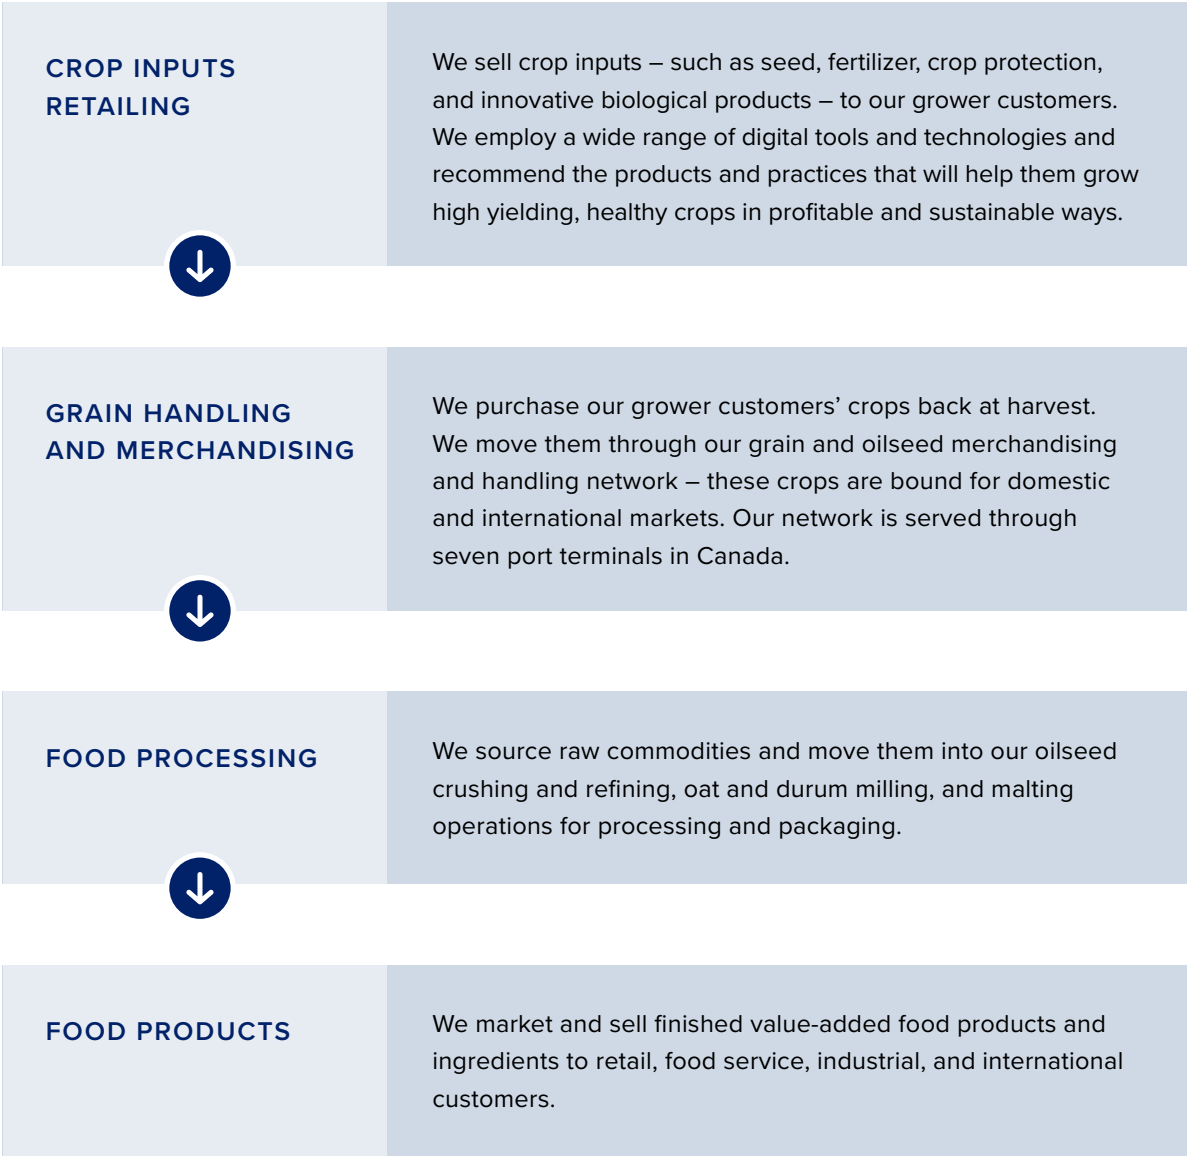 CROP INPUTS
RETAILING
We sell crop inputs – such as seed, fertilizer, crop protection,
and innovative biological products – to our grower customers.
We employ a wide range of digital tools and technologies and
recommend the products and practices that will help them grow
high yielding, healthy crops in profitable and sustainable ways.
GRAIN HANDLING
AND MERCHANDISING
We purchase our grower customers’ crops back at harvest.
We move them through our grain and oilseed merchandising
and handling network – these crops are bound for domestic
and international markets. Our network is served through
seven port terminals in Canada.
FOOD PROCESSING
We source raw commodities and move them into our oilseed
crushing and refining, oat and durum milling, and malting
operations for processing and packaging.
FOOD PRODUCTS
We market and sell finished value-added food products and
ingredients to retail, food service, industrial, and international
customers.